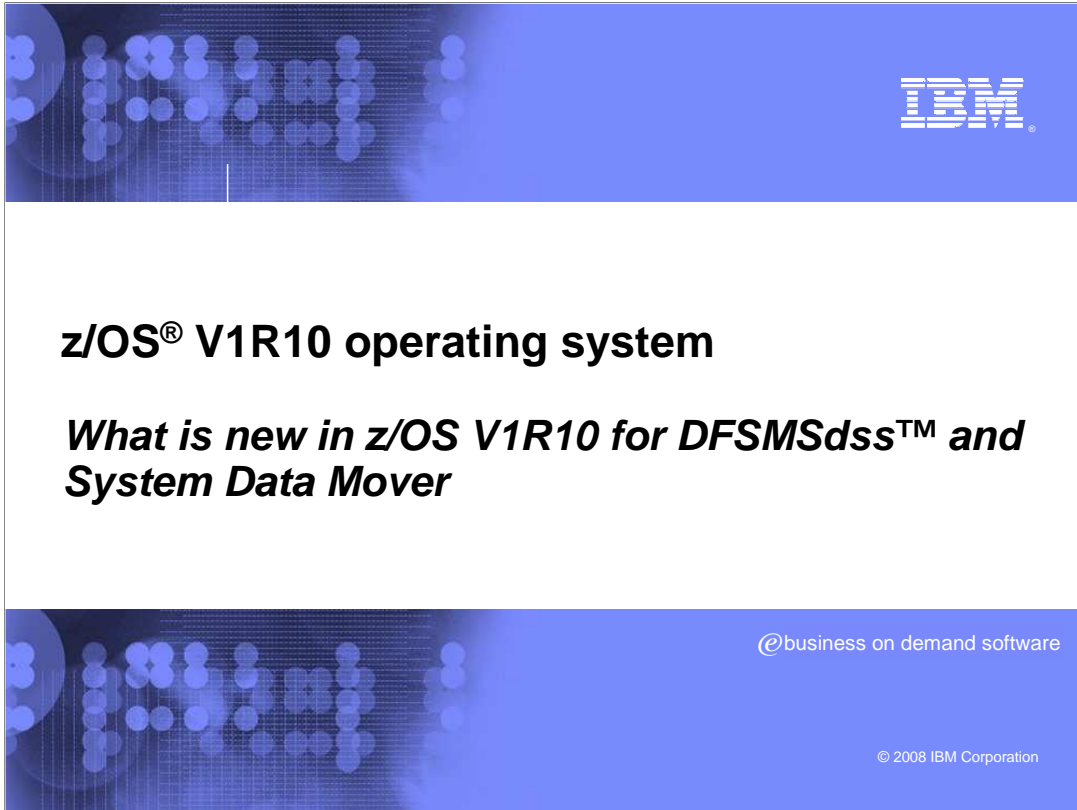 IBM®
z/OS® V1R10 operating system
What is new in z/OS V1R10 for DFSMSdss™ and
System Data Mover
e business on demand software
© 2008 IBM Corporation